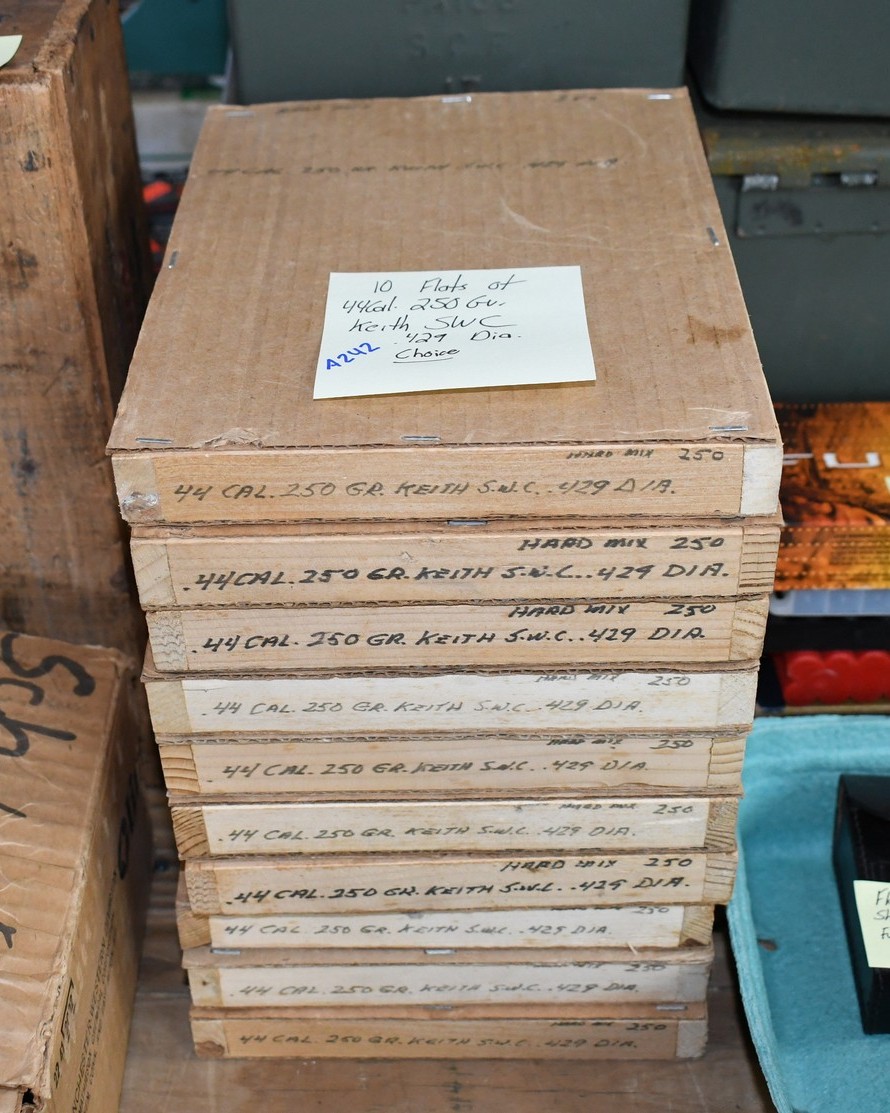 10 Flats of
44Cal. 250 Gr.
Keith SWC
.429 Dia.
A242
Choice
HARD MIX 250
44 CAL. 250 GR. KEITH S.W.C. .429 DIA.
HARD MIX 250
.44 CAL. 250 GR. KEITH S.W.C. .429 DIA.
HARD MIX 250
.44 CAL. 250 GR. KEITH S.W.C. .429 DIA.
HARD MIX 250
.44 CAL. 250 GR. KEITH S.W.C. .429 DIA.
HARD MIX 250
.44 CAL. 250 GR. KEITH S.W.C. .429 DIA.
HARD MIX 250
.44 CAL. 250 GR. KEITH S.W.C. .429 DIA.
HARD MIX 250
.44 CAL. 250 GR. KEITH S.W.C. .429 DIA.
HARD MIX 250
.44 CAL. 250 GR. KEITH S.W.C. .429 DIA.
250
.44 CAL. 250 GR. KEITH S.W.C. .429 DIA.
HARD MIX 250
.44 CAL. 250 GR. KEITH S.W.C. .429 DIA.